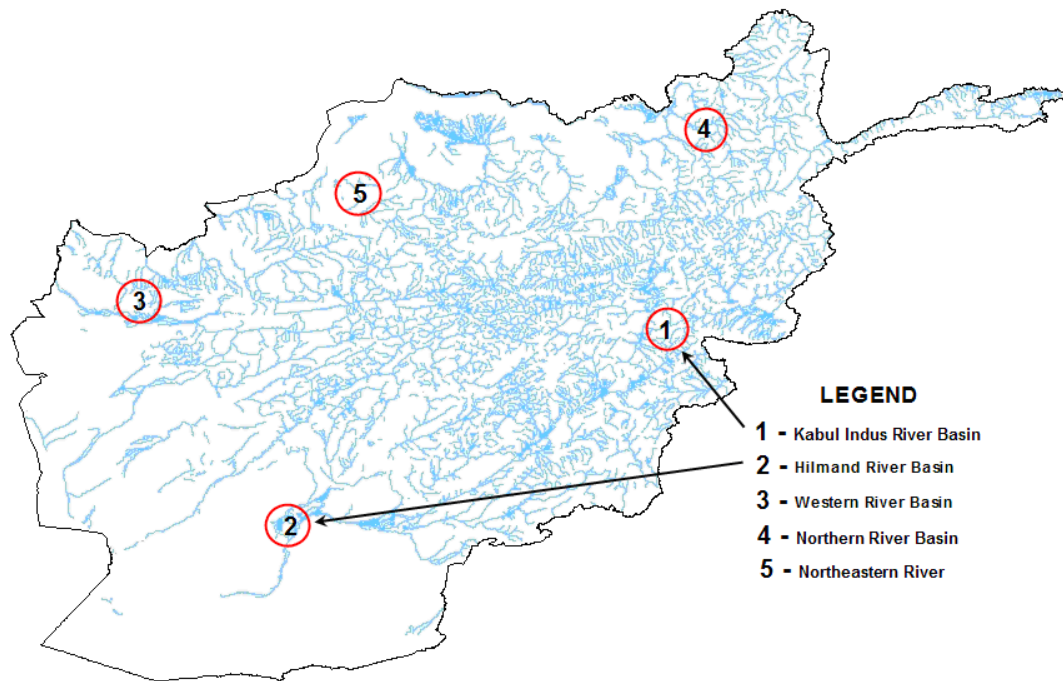 4
5
3
1
2
LEGEND
1 - Kabul Indus River Basin
2 - Hilmand River Basin
3 - Western River Basin
4 - Northern River Basin
5 - Northeastern River